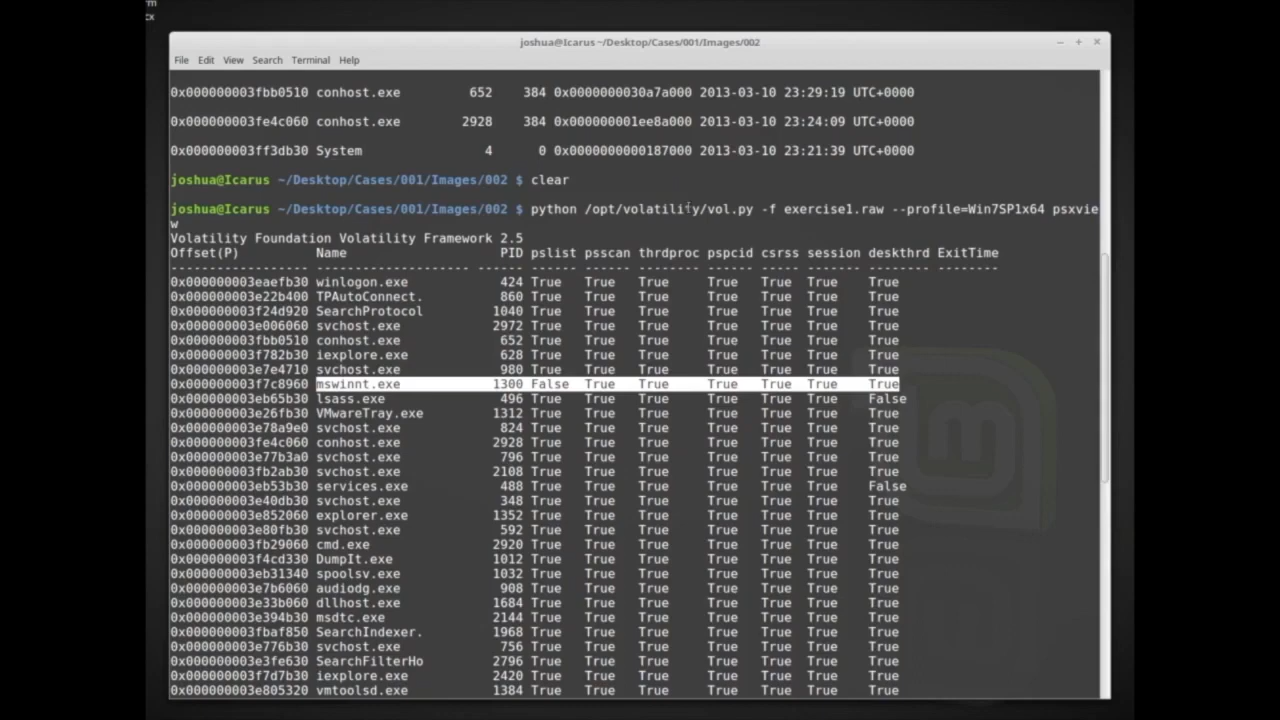 rm
cx
joshua@Icarus ~/Desktop/Cases/001/Images/002
File Edit View Search Terminal Help
0x000000003fbb0510 conhost.exe 652 384 0x0000000030a7a000 2013-03-10 23:29:19 UTC+0000
0x000000003fe4c060 conhost.exe 2928 384 0x000000001ee8a000 2013-03-10 23:24:09 UTC+0000
0x000000003ff3db30 System 4 0 0x0000000000187000 2013-03-10 23:21:39 UTC+0000
joshua@Icarus ~/Desktop/Cases/001/Images/002 $ clear
joshua@Icarus ~/Desktop/Cases/001/Images/002 $ python /opt/volatility/vol.py -f exercise1.raw --profile=Win7SP1x64 psxvie
w
Volatility Foundation Volatility Framework 2.5
Offset(P) Name PID pslist psscan thrdproc pspcid csrss session deskthrd ExitTime
------------------ -------------------- ------ ------ ------ -------- ------ ----- ------- -------- --------
0x000000003eaefb30 winlogon.exe 424 True True True True True True True
0x000000003e22b400 TPAutoConnect. 860 True True True True True True True
0x000000003f24d920 SearchProtocol 1040 True True True True True True True
0x000000003e006060 svchost.exe 2972 True True True True True True True
0x000000003fbb0510 conhost.exe 652 True True True True True True True
0x000000003f782b30 iexplore.exe 628 True True True True True True True
0x000000003e7e4710 svchost.exe 980 True True True True True True True
0x000000003f7c8960 mswinnt.exe 1300 False True True True True True True
0x000000003eb65b30 lsass.exe 496 True True True True True True False
0x000000003e26fb30 VMwareTray.exe 1312 True True True True True True True
0x000000003e78a9e0 svchost.exe 824 True True True True True True True
0x000000003fe4c060 conhost.exe 2928 True True True True True True True
0x000000003e77b3a0 svchost.exe 796 True True True True True True True
0x000000003fb2ab30 svchost.exe 2108 True True True True True True True
0x000000003eb53b30 services.exe 488 True True True True True True False
0x000000003e40db30 svchost.exe 348 True True True True True True True
0x000000003e852060 explorer.exe 1352 True True True True True True True
0x000000003e80fb30 svchost.exe 592 True True True True True True True
0x000000003fb29060 cmd.exe 2920 True True True True True True True
0x000000003f4cd330 DumpIt.exe 1012 True True True True True True True
0x000000003eb31340 spoolsv.exe 1032 True True True True True True True
0x000000003e7b6060 audiodg.exe 908 True True True True True True True
0x000000003e33b060 dllhost.exe 1684 True True True True True True True
0x000000003e394b30 msdtc.exe 2144 True True True True True True True
0x000000003fbaf850 SearchIndexer. 1968 True True True True True True True
0x000000003e776b30 svchost.exe 756 True True True True True True True
0x000000003e3fe630 SearchFilterHo 2796 True True True True True True True
0x000000003f7d7b30 iexplore.exe 2420 True True True True True True True
0x000000003e805320 vmtoolsd.exe 1384 True True True True True True True